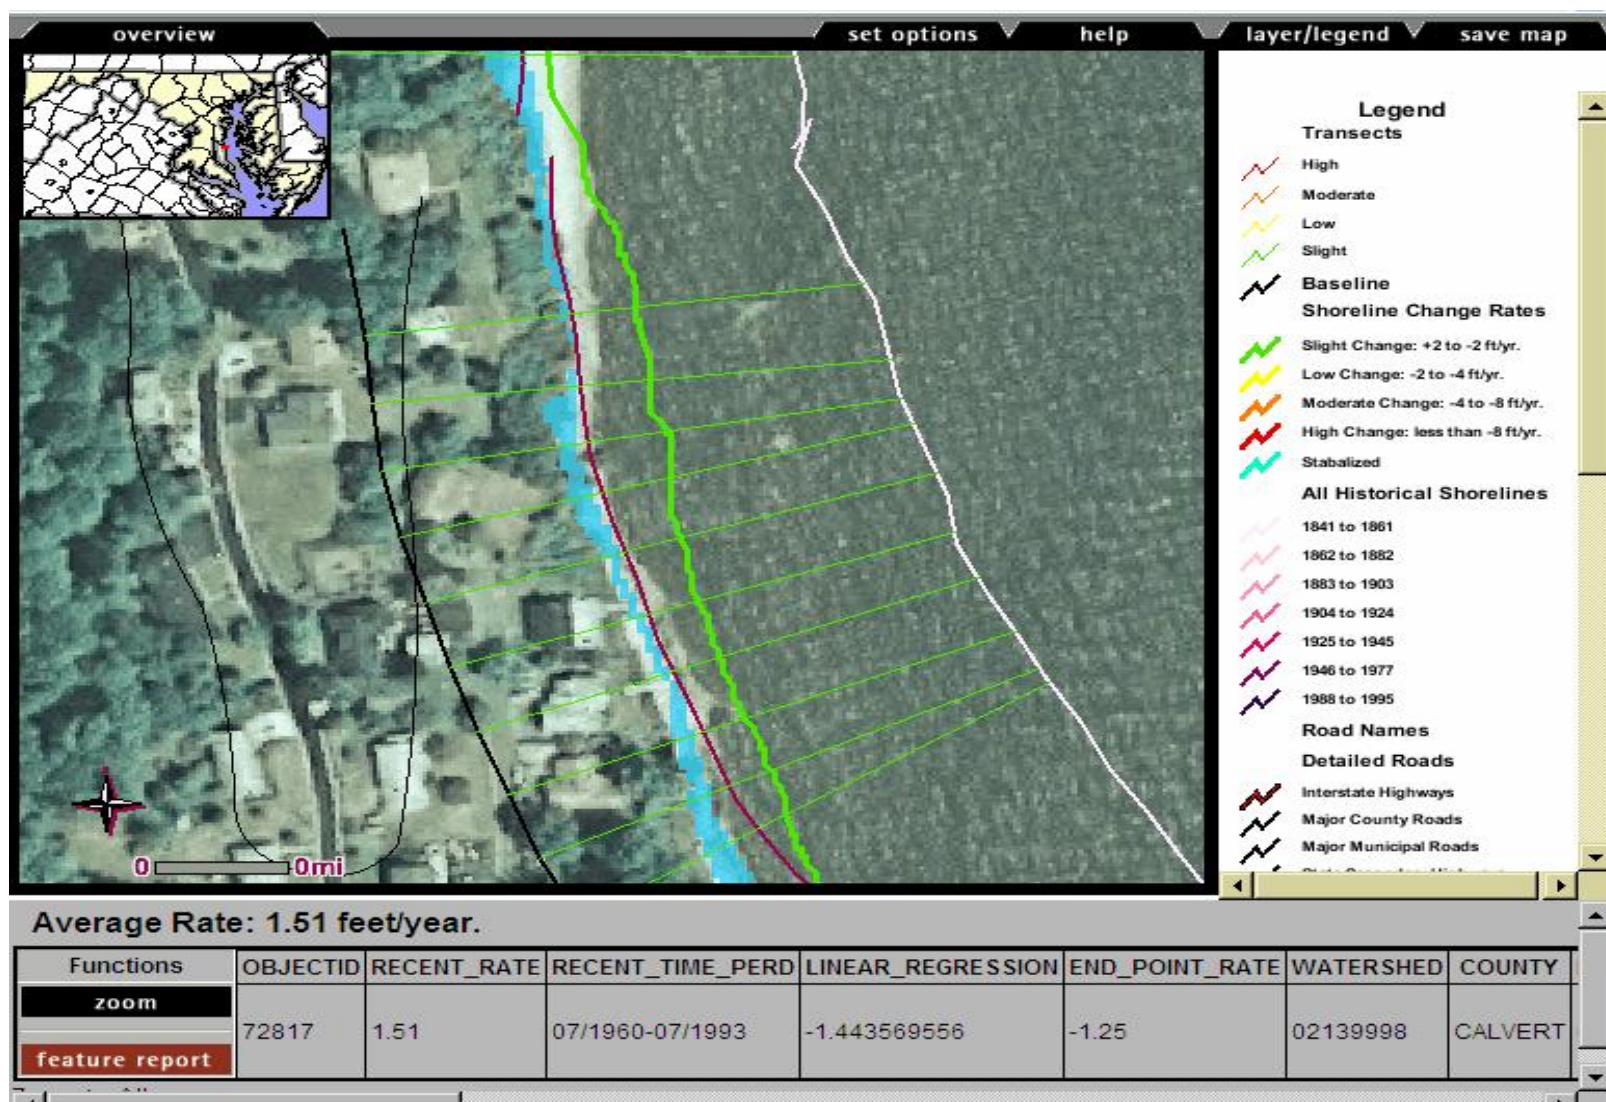 overview
set options
help
layer/legend
save map
Legend
Transects
High
Moderate
Low
Slight
Baseline
Shoreline Change Rates
Slight Change: +2 to -2 ft/yr.
Low Change: -2 to -4 ft/yr.
Moderate Change: -4 to -8 ft/yr.
High Change: less than -8 ft/yr.
Stabalized
All Historical Shorelines
1841 to 1861
1862 to 1882
1883 to 1903
1904 to 1924
1925 to 1945
1946 to 1977
1988 to 1995
Road Names
Detailed Roads
Interstate Highways
Major County Roads
Major Municipal Roads
0 0mi
Average Rate: 1.51 feet/year.
Functions OBJECTID RECENT_RATE RECENT_TIME_PERD LINEAR_REGRESSION END_POINT_RATE WATERSHED COUNTY
zoom
72817 1.51 07/1960-07/1993 -1.443569556 -1.25 02139998 CALVERT
feature report